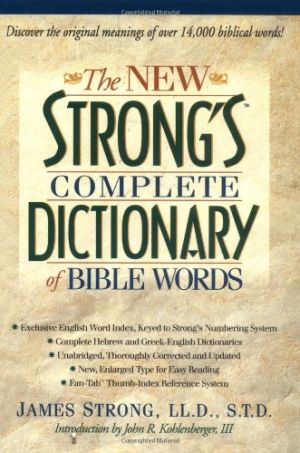 Discover the original meanings of over 14,000 biblical words!
The NEW
STRONG'S™
COMPLETE
DICTIONARY
of BIBLE WORDS
* Exclusive English Word Index, Keyed to Strong's Numbering System
* Complete Hebrew and Greek-English Dictionaries
* Unabridged, Thoroughly Corrected and Updated
* New, Enlarged Type for Easy Reading
* Fan-Tab™ Thumb-Index Reference System
JAMES STRONG, LL.D., S.T.D.
Introduction by John R. Kohlenberger, III